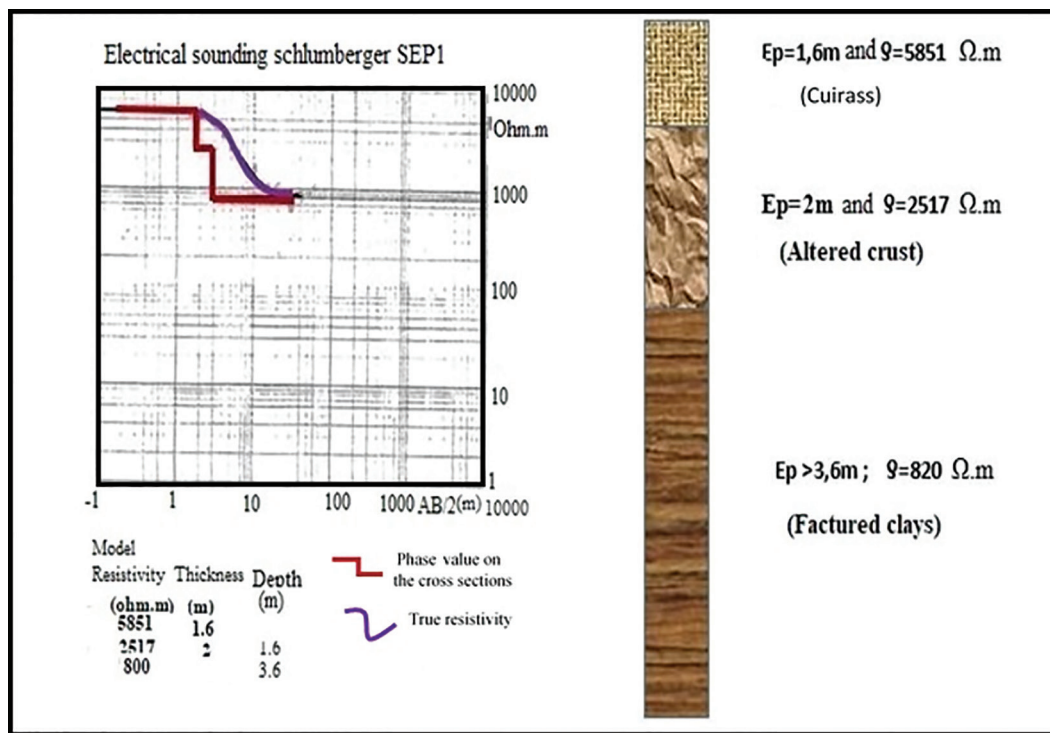 Electrical sounding schlumberger SEP1
10000
Ohm.m
1000
100
10
1
-1 1 10 100 1000 AB/2(m) 10000
Model
Resistivity Thickness Depth
(ohm.m) (m) (m)
5851 1.6
2517 2 1.6
800 3.6
Phase value on
the cross sections
True resistivity
Ep=1,6m and 9=5851 Ω.m
(Cuirass)
Ep=2m and 9=2517 Ω.m
(Altered crust)
Ep >3,6m ; 9=820 Ω.m
(Factured clays)